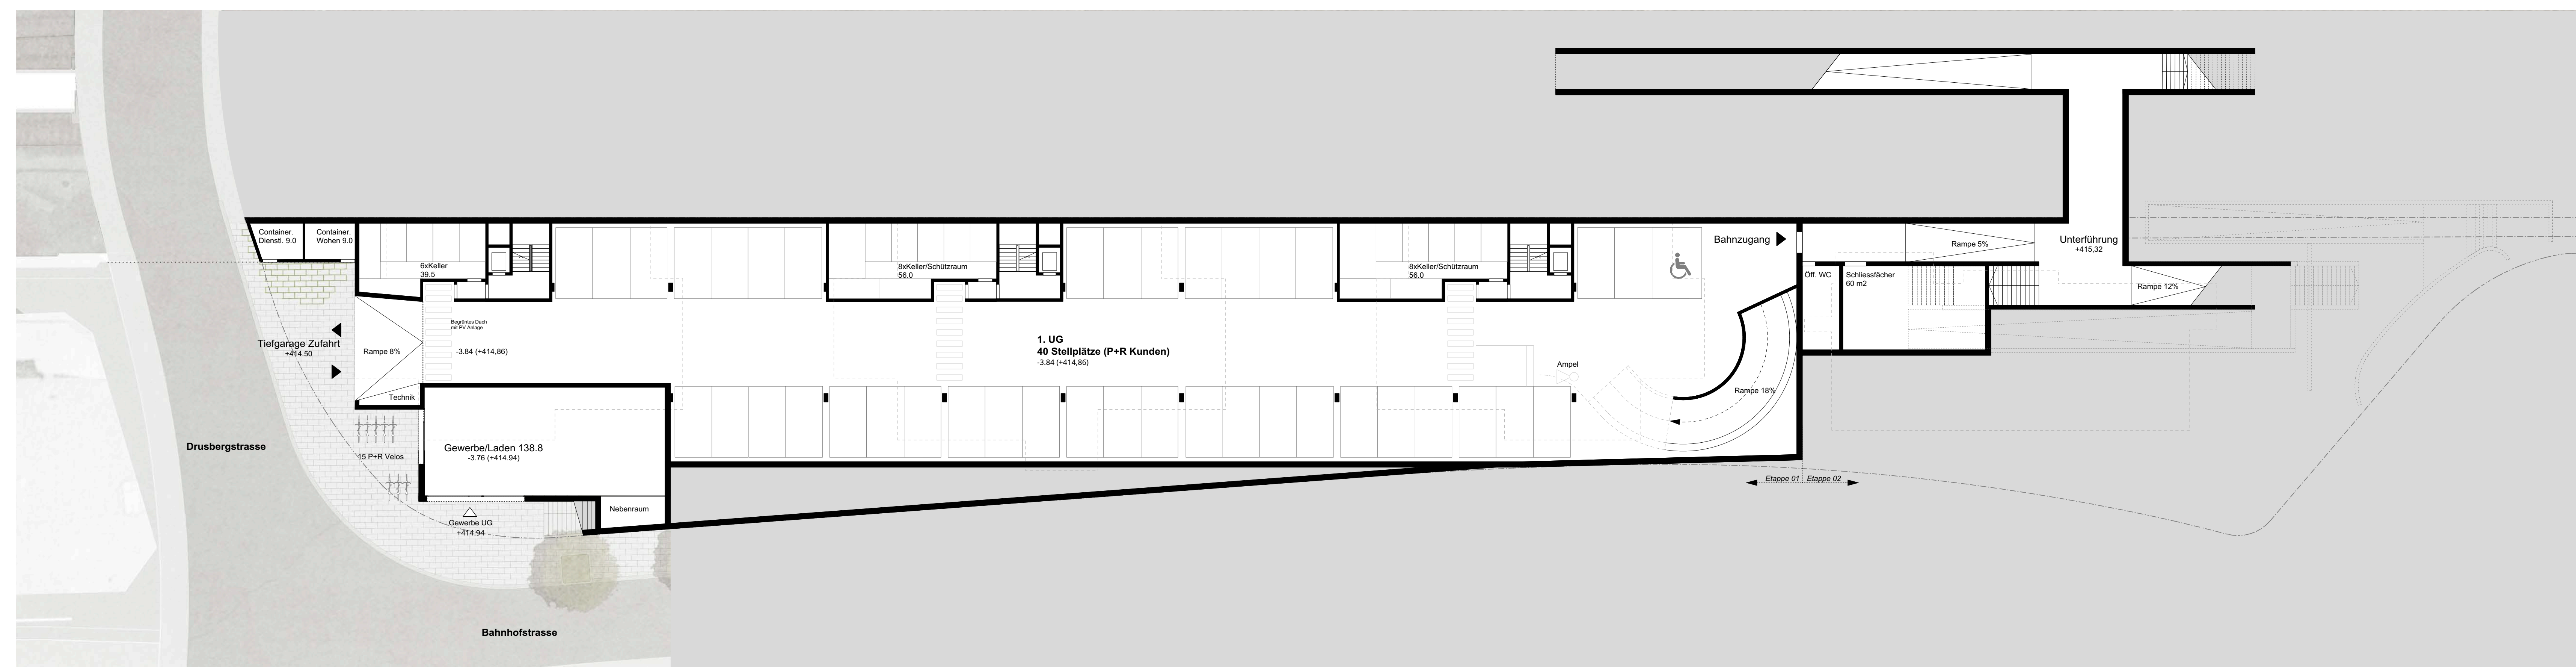 Container.
Dienstl. 9.0
Container.
Wohen 9.0
6xKeller
39.5
8xKeller/Schützraum
56.0
8xKeller/Schützraum
56.0
Bahnzugang
Rampe 5%
Unterführung
+415,32
Öff. WC
Schliessfächer
60 m2
Rampe 12%
Begrüntes Dach
mit PV Anlage
Tiefgarage Zufahrt
+414.50
Rampe 8%
-3.84 (+414,86)
1. UG
40 Stellplätze (P+R Kunden)
-3.84 (+414,86)
Ampel
Rampe 18%
Technik
Drusbergstrasse
15 P+R Velos
Gewerbe/Laden 138.8
-3.76 (+414.94)
Etappe 01
Etappe 02
Nebenraum
Gewerbe UG
+414.94
Bahnhofstrasse